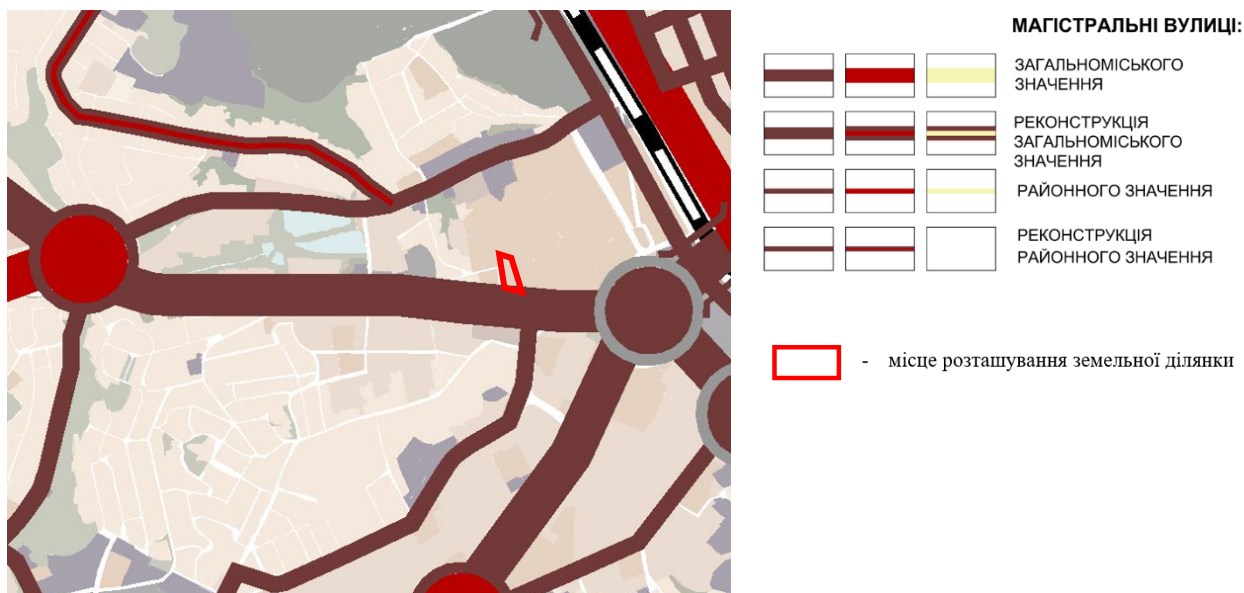 МАГІСТРАЛЬНІ ВУЛИЦІ:
ЗАГАЛЬНОМІСЬКОГО
ЗНАЧЕННЯ
РЕКОНСТРУКЦІЯ
ЗАГАЛЬНОМІСЬКОГО
ЗНАЧЕННЯ
РАЙОННОГО ЗНАЧЕННЯ
РЕКОНСТРУКЦІЯ
РАЙОННОГО ЗНАЧЕННЯ
- місце розташування земельної ділянки